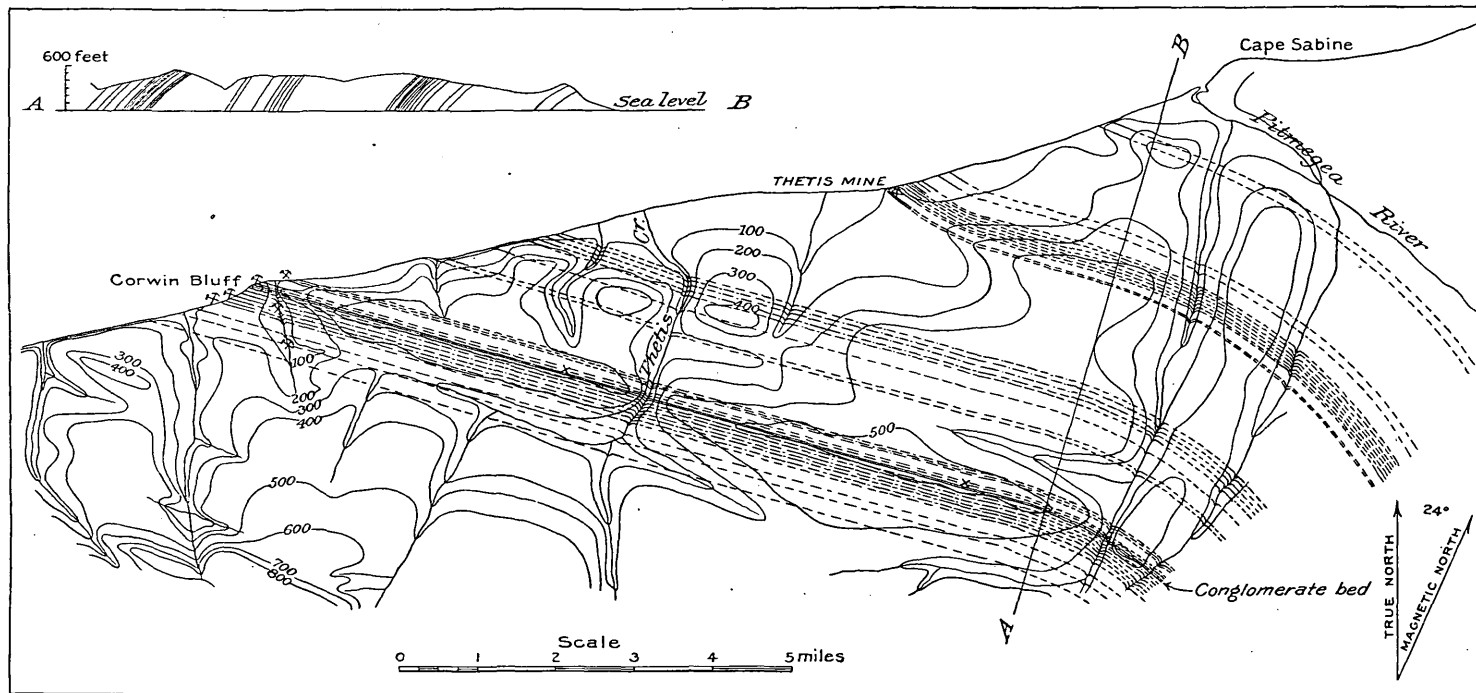 600 feet
A
Sea level
B
B
Cape Sabine
Pitmegea
River
THETIS MINE
Cr.
100
200
300
400
Corwin Bluff
Thetis
300
400
100
200
300
400
500
500
600
700
800
24°
TRUE NORTH
MAGNETIC NORTH
Conglomerate bed
A
Scale
0 1 2 3 4 5 miles